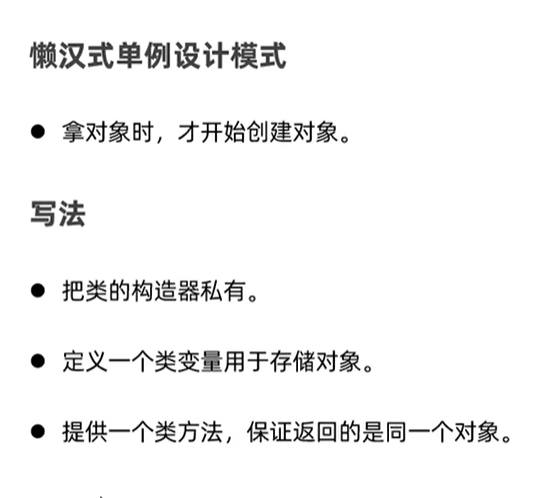 懒汉式单例设计模式
● 拿对象时，才开始创建对象。
写法
● 把类的构造器私有。
● 定义一个类变量用于存储对象。
● 提供一个类方法，保证返回的是同一个对象。